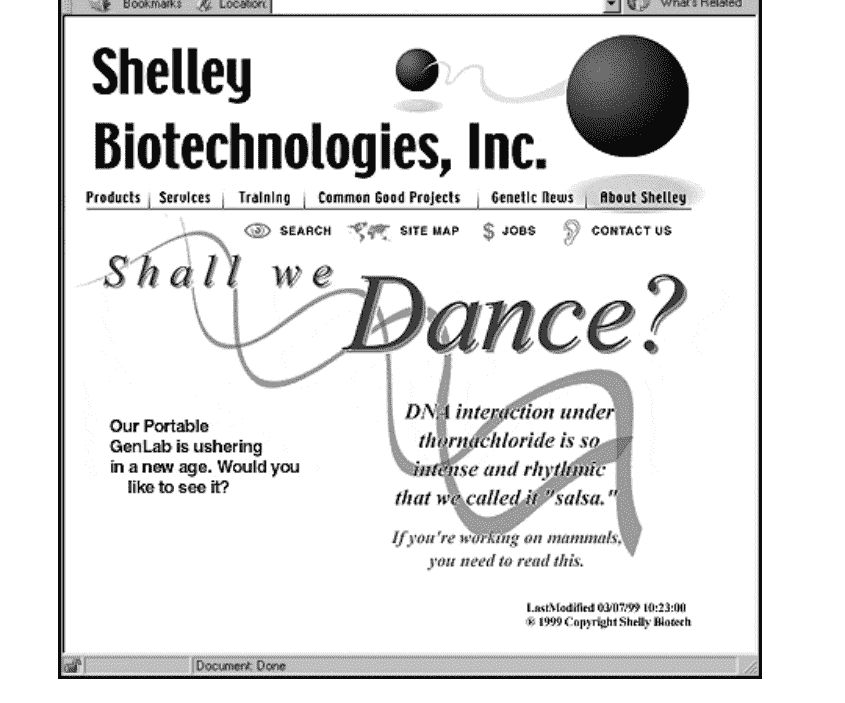 Bookmarks Location: What's Related
Shelley
Biotechnologies, Inc.
Products Services Training Common Good Projects Genetic News About Shelley
SEARCH SITE MAP $ JOBS CONTACT US
Shall we
Dance?
Our Portable
GenLab is ushering
in a new age. Would you
like to see it?
DNA interaction under
thornachloride is so
intense and rhythmic
that we called it "salsa."
If you're working on mammals,
you need to read this.
LastModified 03/07/99 10:23:00
® 1999 Copyright Shelly Biotech
Document: Done